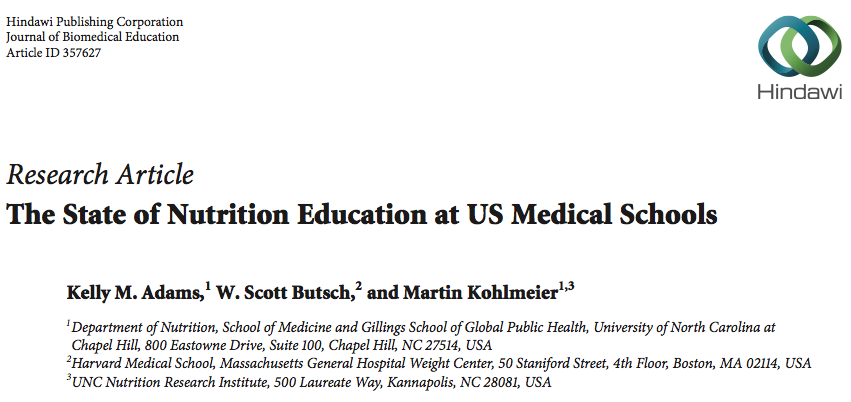 Hindawi Publishing Corporation
Journal of Biomedical Education
Article ID 357627
Hindawi
Research Article
The State of Nutrition Education at US Medical Schools
Kelly M. Adams,1 W. Scott Butsch,2 and Martin Kohlmeier1,3
1Department of Nutrition, School of Medicine and Gillings School of Global Public Health, University of North Carolina at
Chapel Hill, 800 Eastowne Drive, Suite 100, Chapel Hill, NC 27514, USA
2Harvard Medical School, Massachusetts General Hospital Weight Center, 50 Staniford Street, 4th Floor, Boston, MA 02114, USA
3UNC Nutrition Research Institute, 500 Laureate Way, Kannapolis, NC 28081, USA